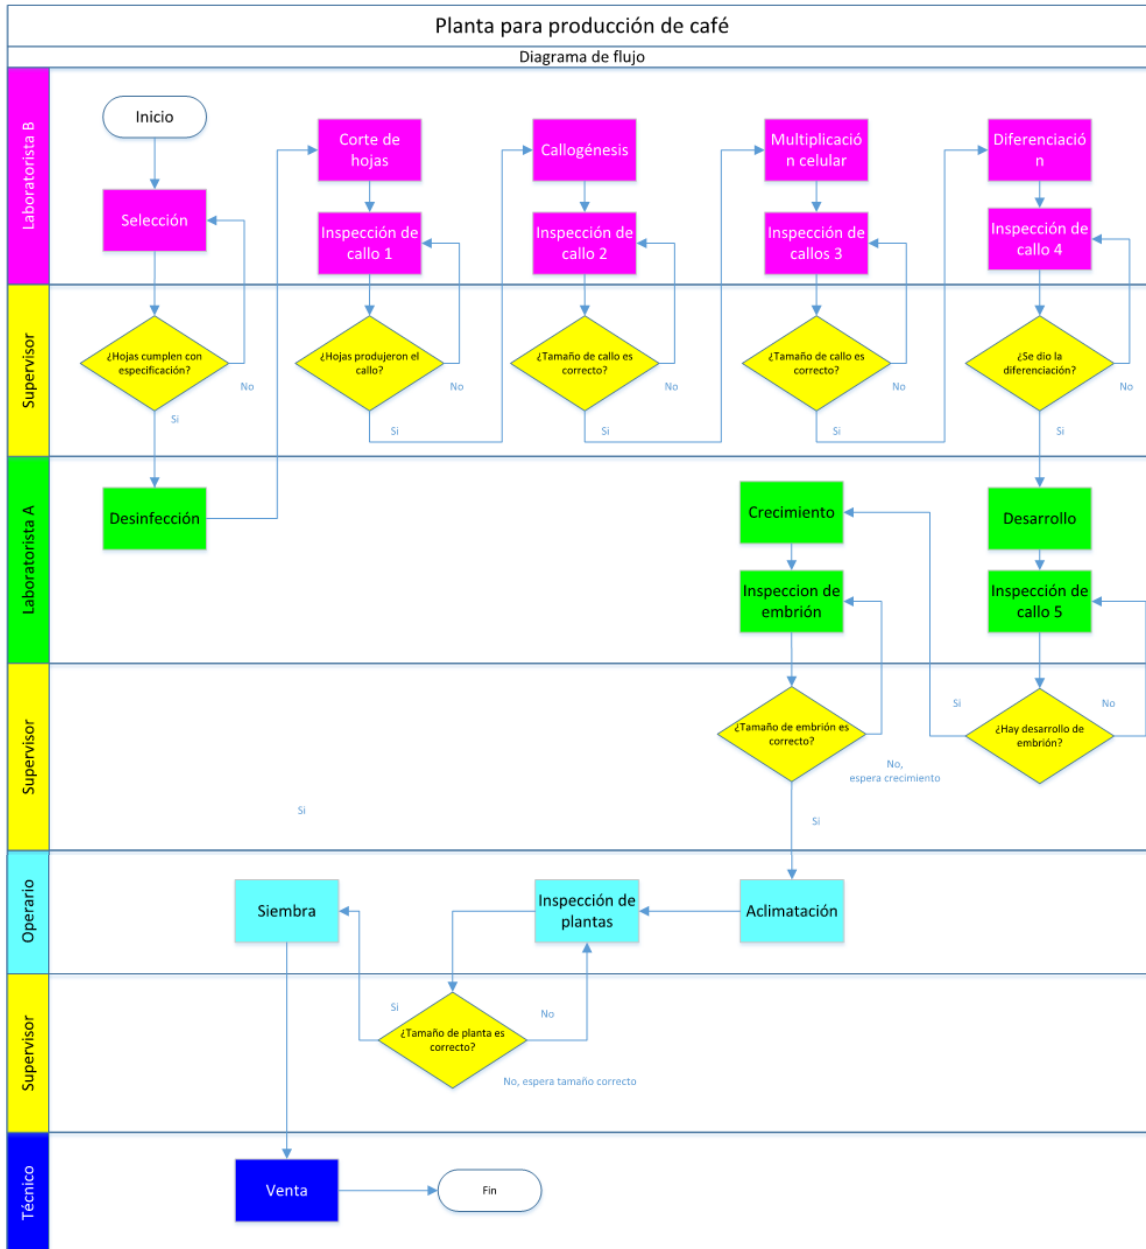 Planta para producción de café
Diagrama de flujo
Laboratorista B
Inicio
Selección
Corte de
hojas
Inspección de
callo 1
Callogénesis
Inspección de
callo 2
Multiplicació
n celular
Inspección de
callos 3
Diferenciació
n
Inspección de
callo 4
Supervisor
¿Hojas cumplen con
especificación?
No
Si
¿Hojas produjeron el
callo?
No
Si
¿Tamaño de callo es
correcto?
No
Si
¿Tamaño de callo es
correcto?
No
Si
¿Se dio la
diferenciación?
No
Si
Laboratorista A
Desinfección
Crecimiento
Inspeccion de
embrión
Desarrollo
Inspección de
callo 5
Supervisor
¿Tamaño de embrión es
correcto?
No,
espera crecimiento
Si
Si
¿Hay desarrollo de
embrión?
No
Si
Operario
Siembra
Inspección de
plantas
Aclimatación
Supervisor
Si
¿Tamaño de planta es
correcto?
No
No, espera tamaño correcto
Técnico
Venta
Fin